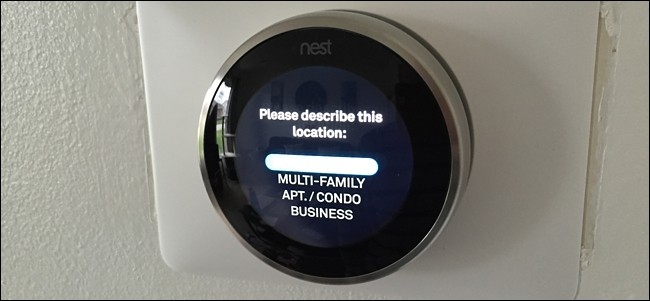 nest
Please describe this
location:
MULTI-FAMILY
APT. / CONDO
BUSINESS